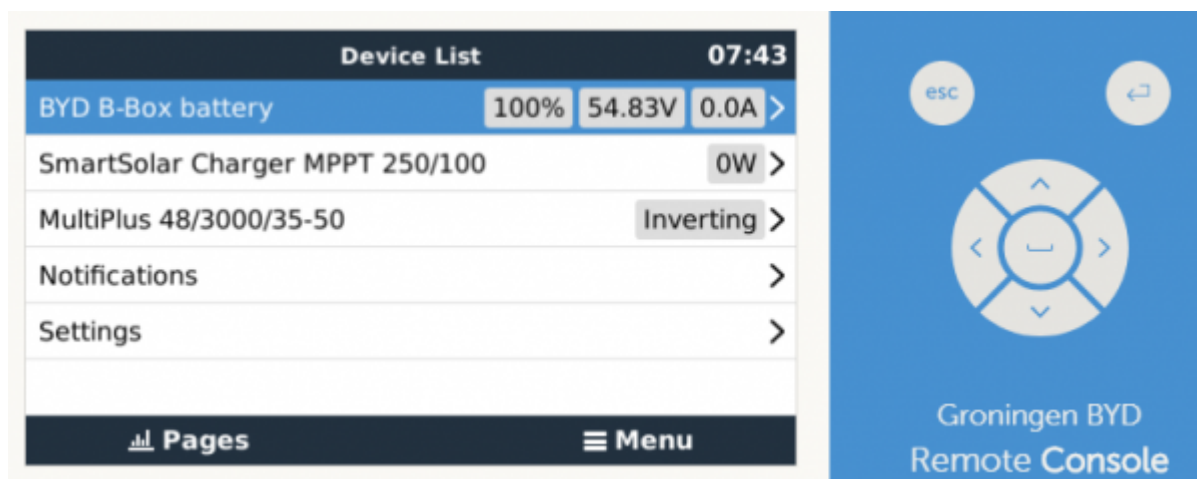 Device List 07:43
BYD B-Box battery 100% 54.83V 0.0A
SmartSolar Charger MPPT 250/100 0W
MultiPlus 48/3000/35-50 Inverting
Notifications
Settings
Pages Menu
esc
Groningen BYD
Remote Console